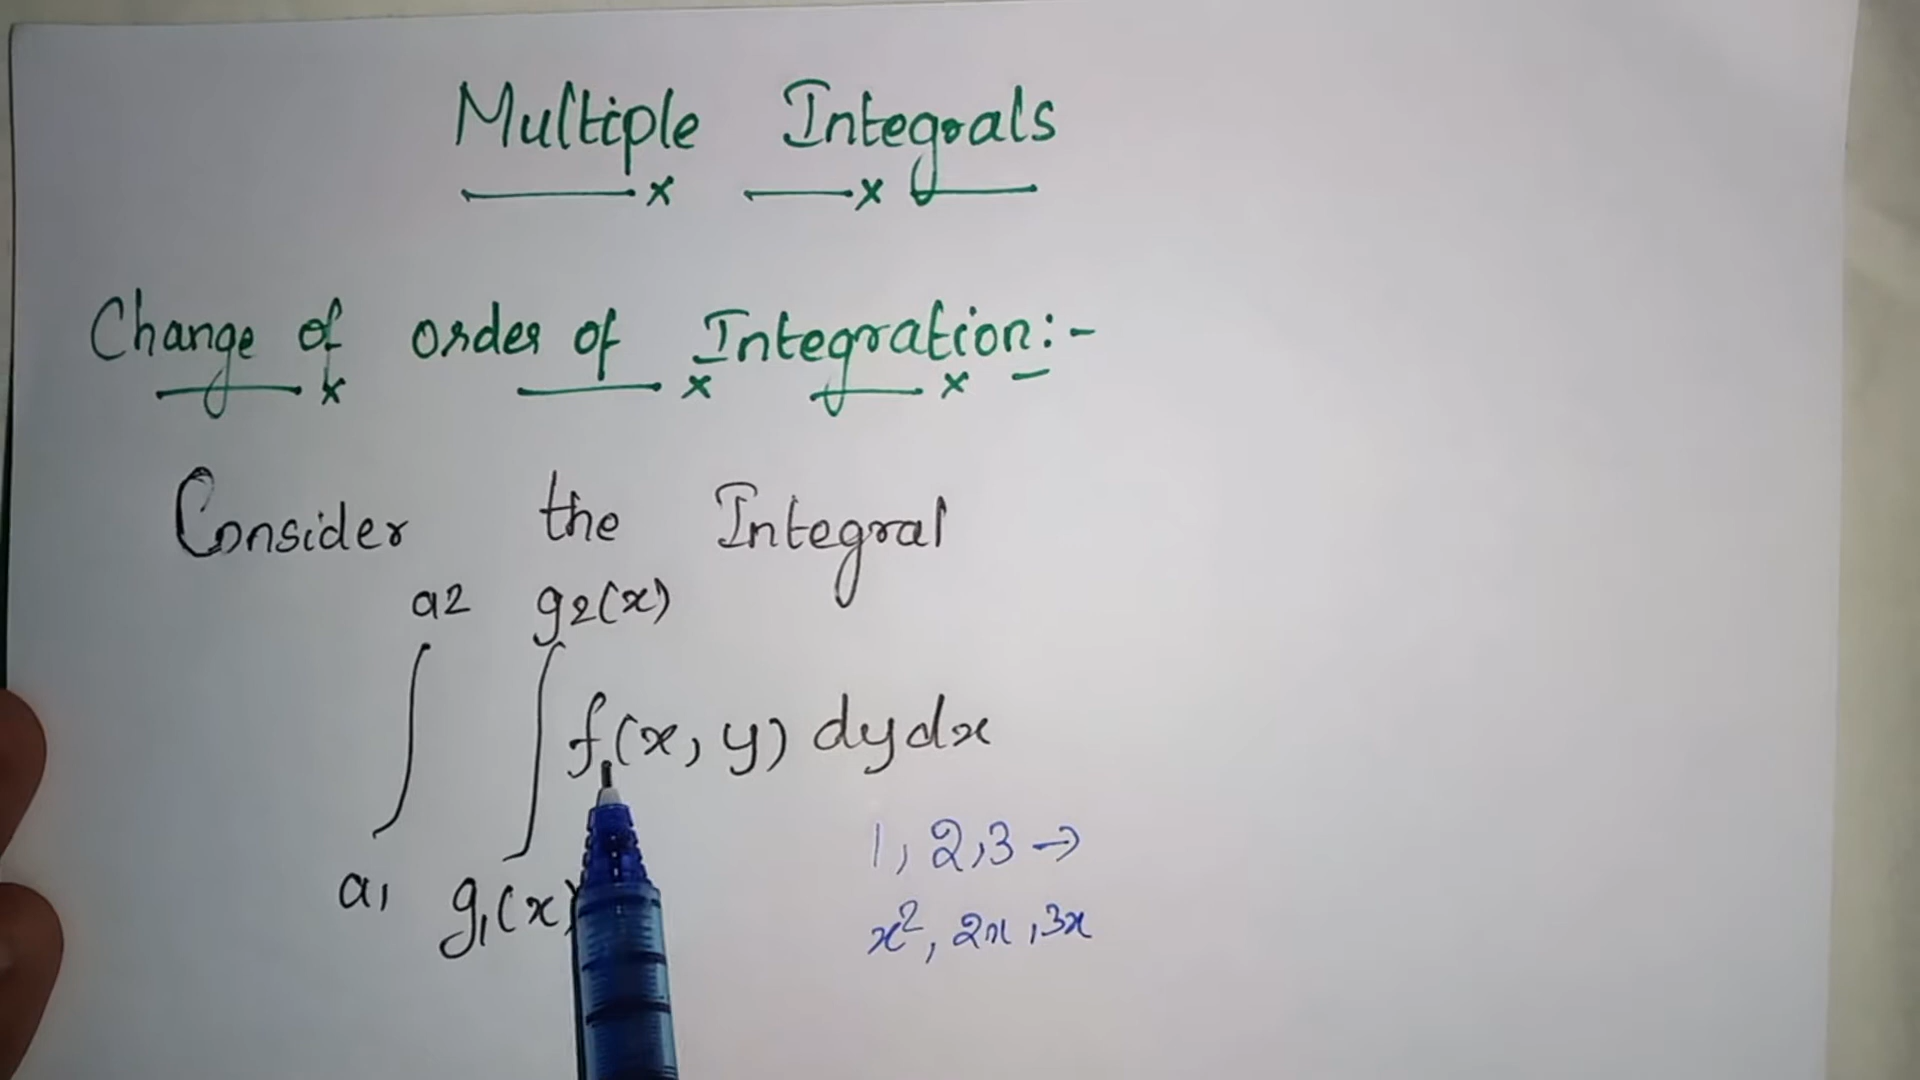 Multiple Integrals
Change of order of Integration:-
Consider the Integral
a2 g2(x)
∫ ∫ f(x, y) dydx
a1 g1(x)
1, 2, 3 →
x², 2x, 3x